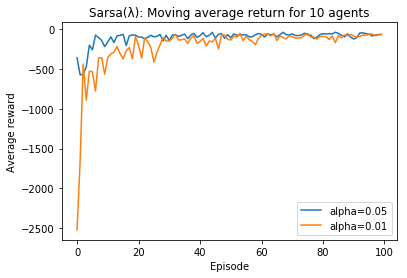 Sarsa(λ): Moving average return for 10 agents
Average reward
0
−500
−1000
−1500
−2000
−2500
0
20
40
60
80
100
Episode
alpha=0.05
alpha=0.01